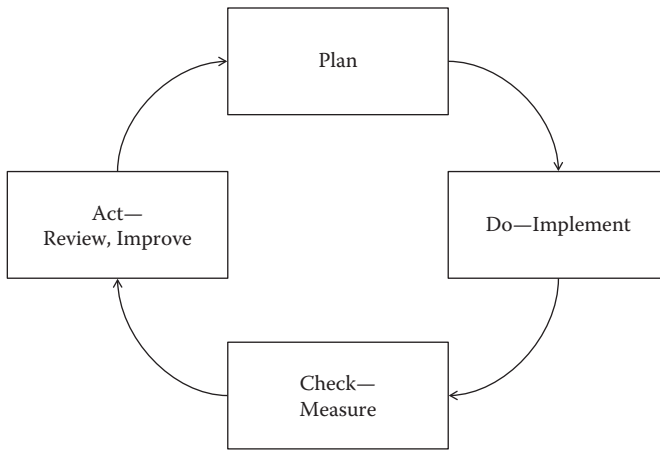 Plan
Do—Implement
Check—
Measure
Act—
Review, Improve